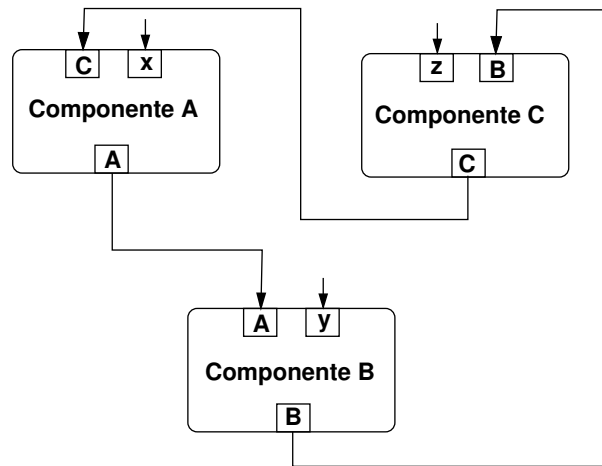 C x
Componente A
A
z B
Componente C
C
A y
Componente B
B